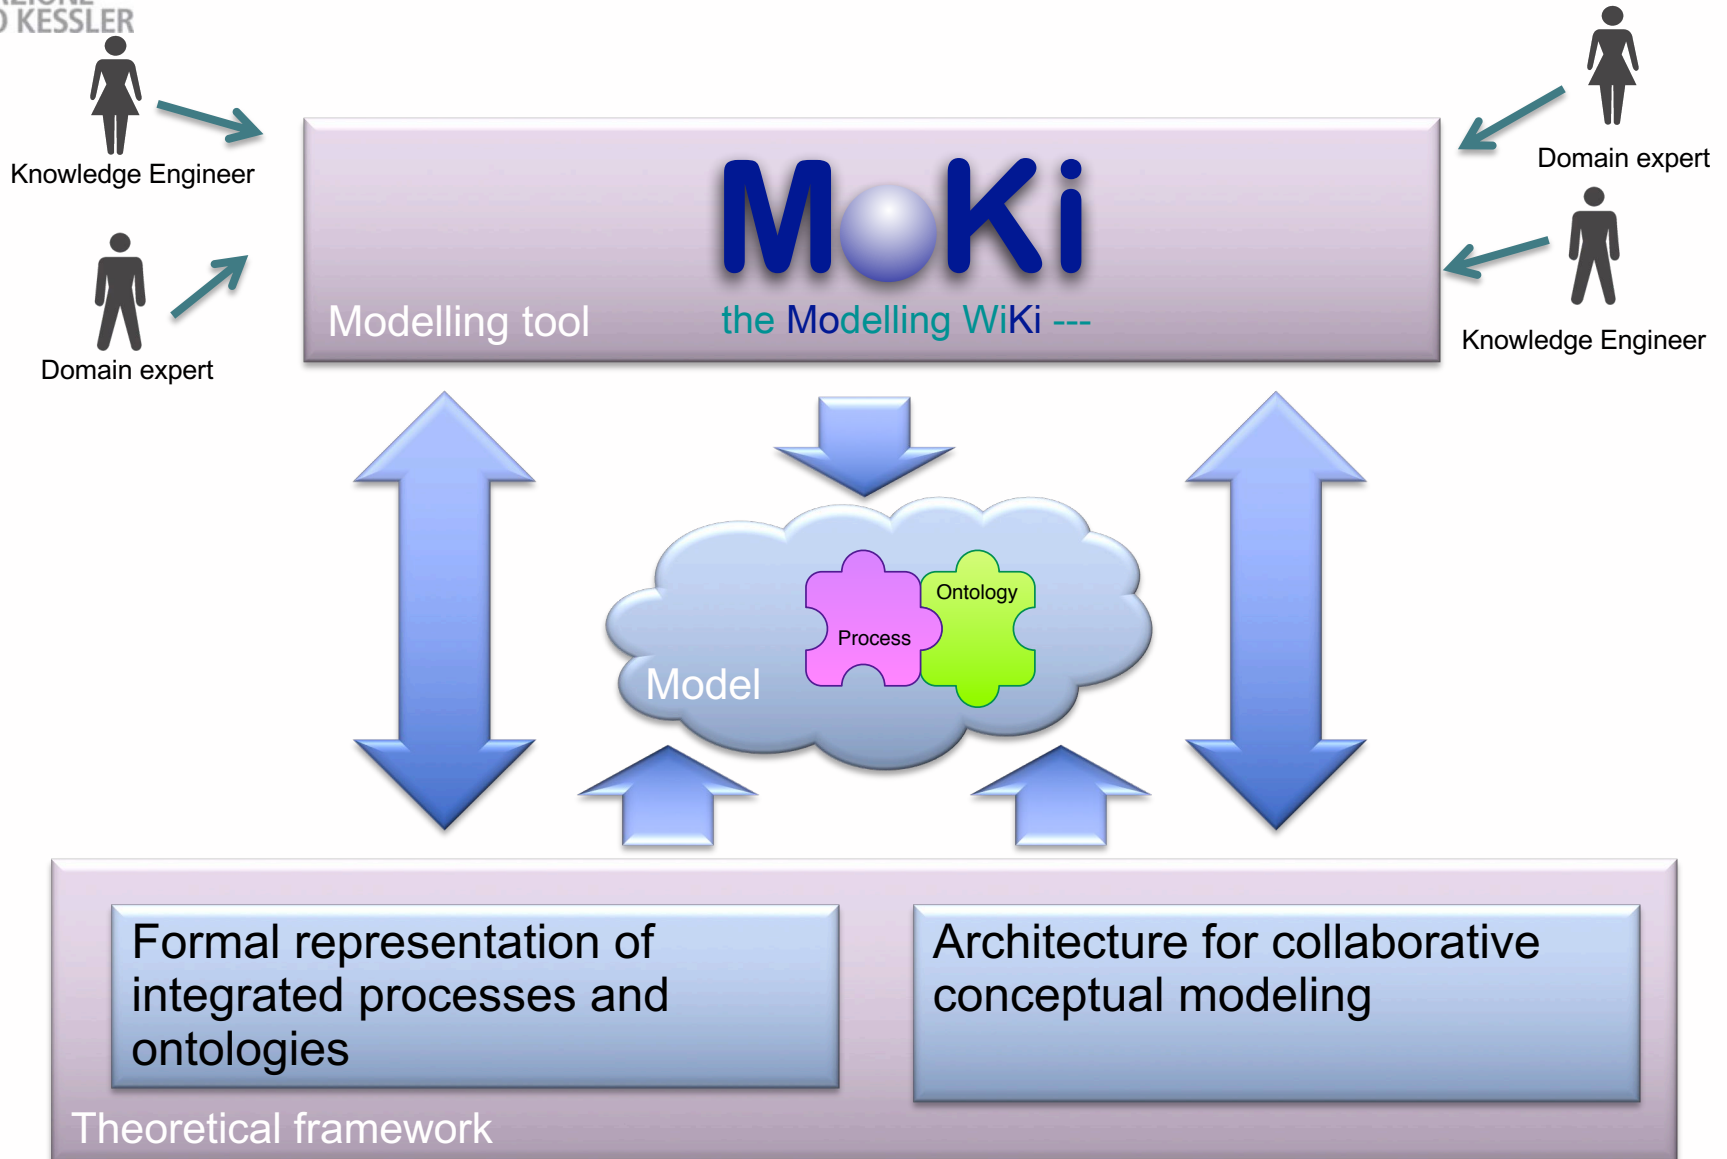 KESSLER
Knowledge Engineer
Domain expert
MoKi
Modelling tool
the Modelling WiKi ---
Domain expert
Knowledge Engineer
Ontology
Process
Model
Formal representation of
integrated processes and
ontologies
Architecture for collaborative
conceptual modeling
Theoretical framework